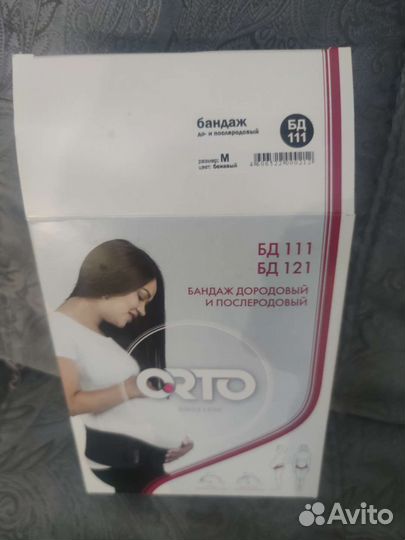 бандаж
до- и послеродовый
БД
111
размер: M
цвет: бежевый
БД 111
БД 121
БАНДАЖ ДОРОДОВЫЙ
И ПОСЛЕРОДОВЫЙ
ORTO
Avito